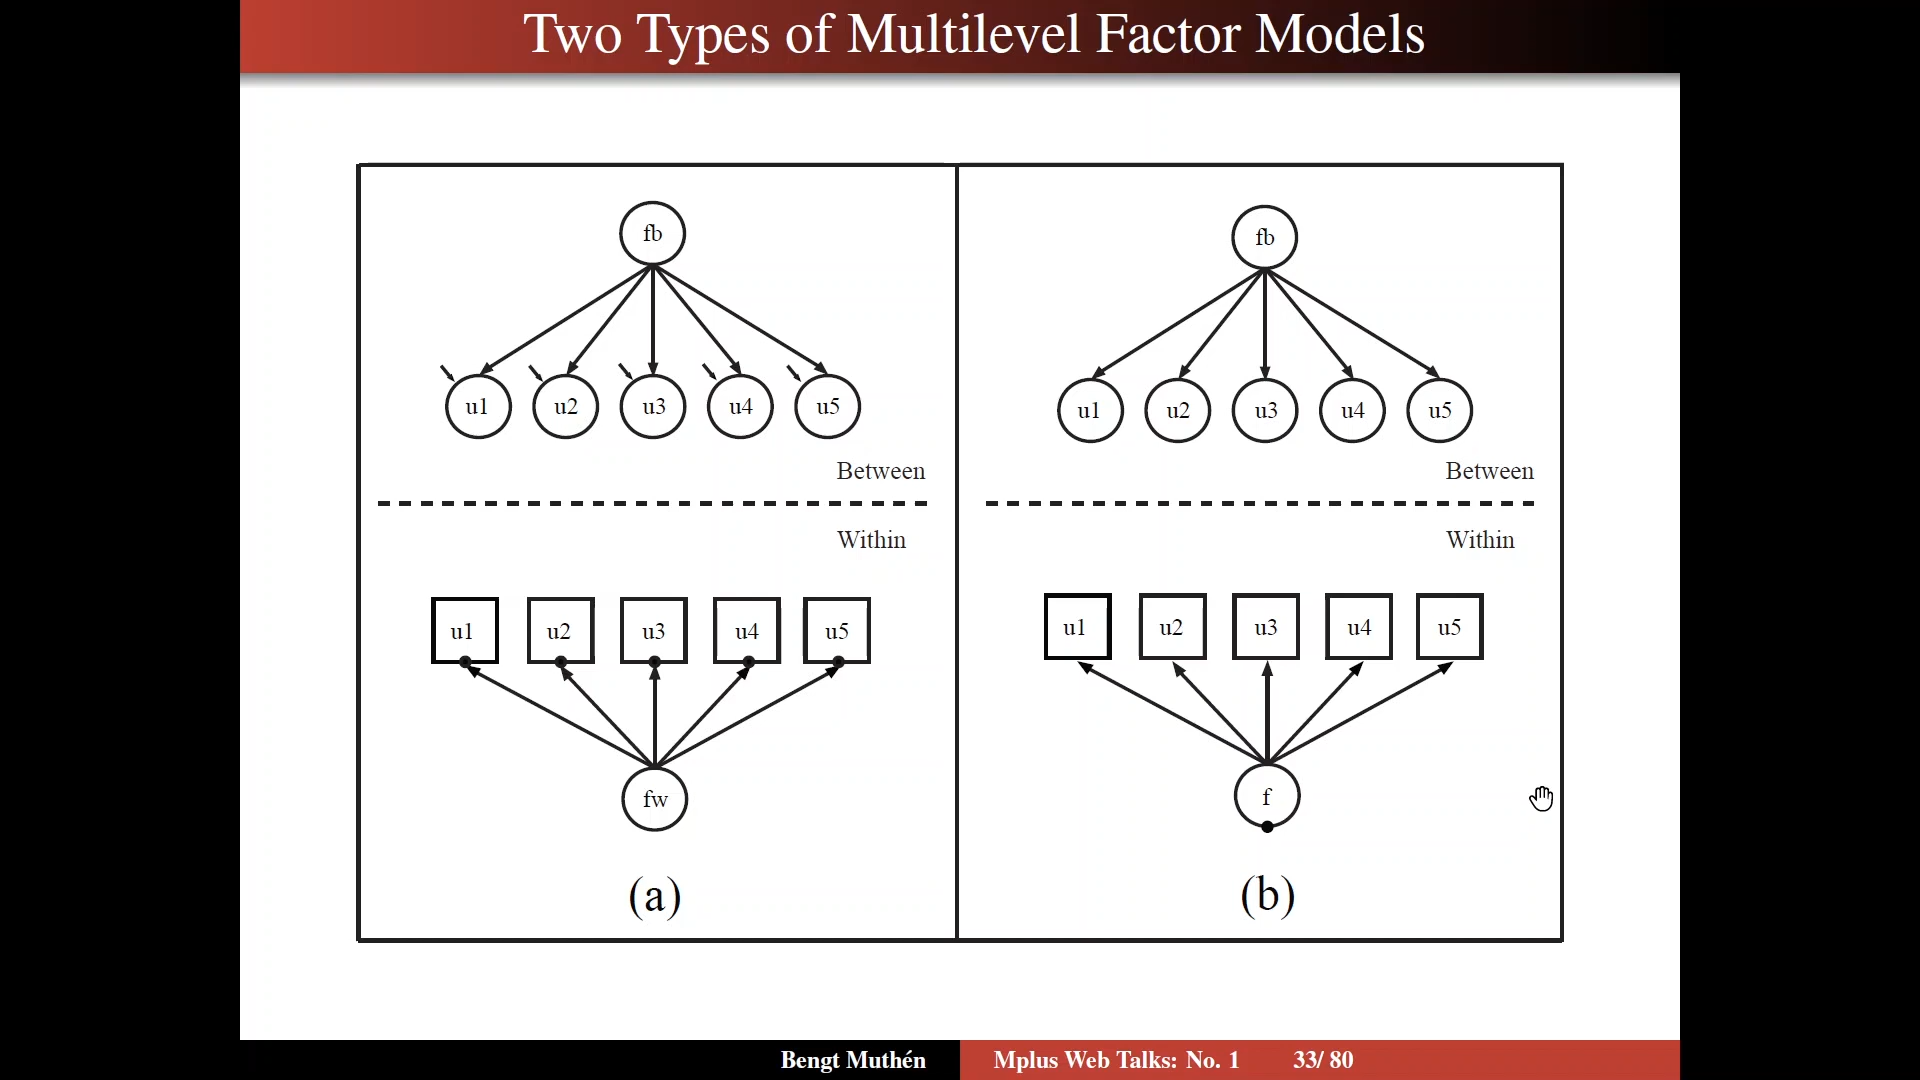 Two Types of Multilevel Factor Models
fb
u1 u2 u3 u4 u5
Between
Within
u1 u2 u3 u4 u5
fw
(a)
fb
u1 u2 u3 u4 u5
Between
Within
u1 u2 u3 u4 u5
f
(b)
Bengt Muthén Mplus Web Talks: No. 1 33/ 80